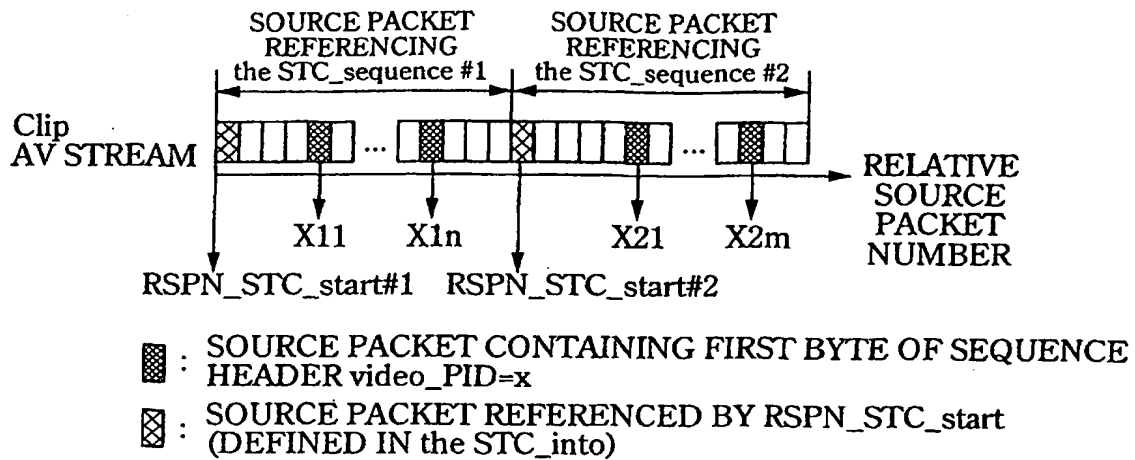 SOURCE PACKET
REFERENCING
the STC_sequence #1
SOURCE PACKET
REFERENCING
the STC_sequence #2
Clip
AV STREAM
...
...
RELATIVE
SOURCE
PACKET
NUMBER
X11
X1n
X21
X2m
RSPN_STC_start#1
RSPN_STC_start#2
: SOURCE PACKET CONTAINING FIRST BYTE OF SEQUENCE
HEADER video_PID=x
: SOURCE PACKET REFERENCED BY RSPN_STC_start
(DEFINED IN the STC_into)